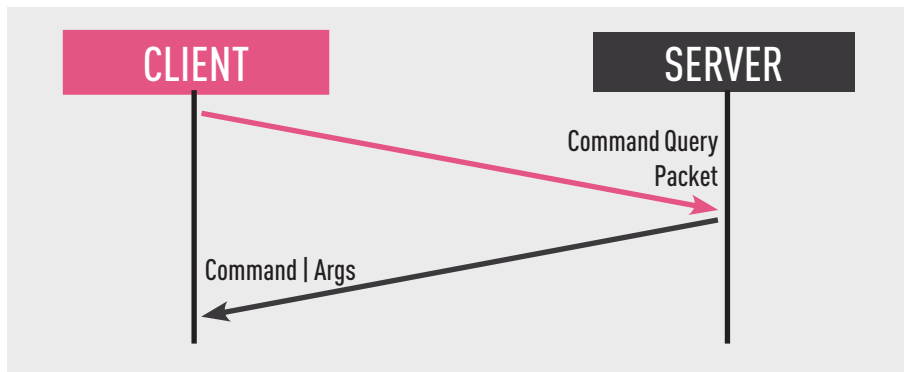 CLIENT
SERVER
Command Query
Packet
Command | Args